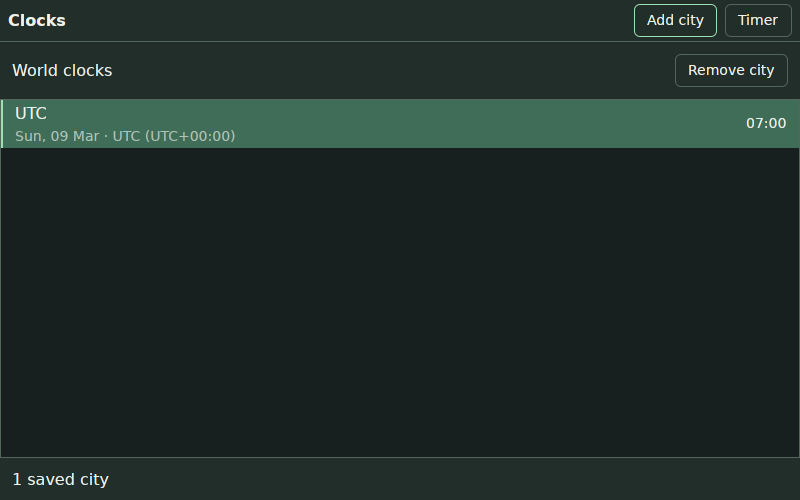 Clocks
Add city
Timer
World clocks
Remove city
UTC
Sun, 09 Mar · UTC (UTC+00:00)
07:00
1 saved city